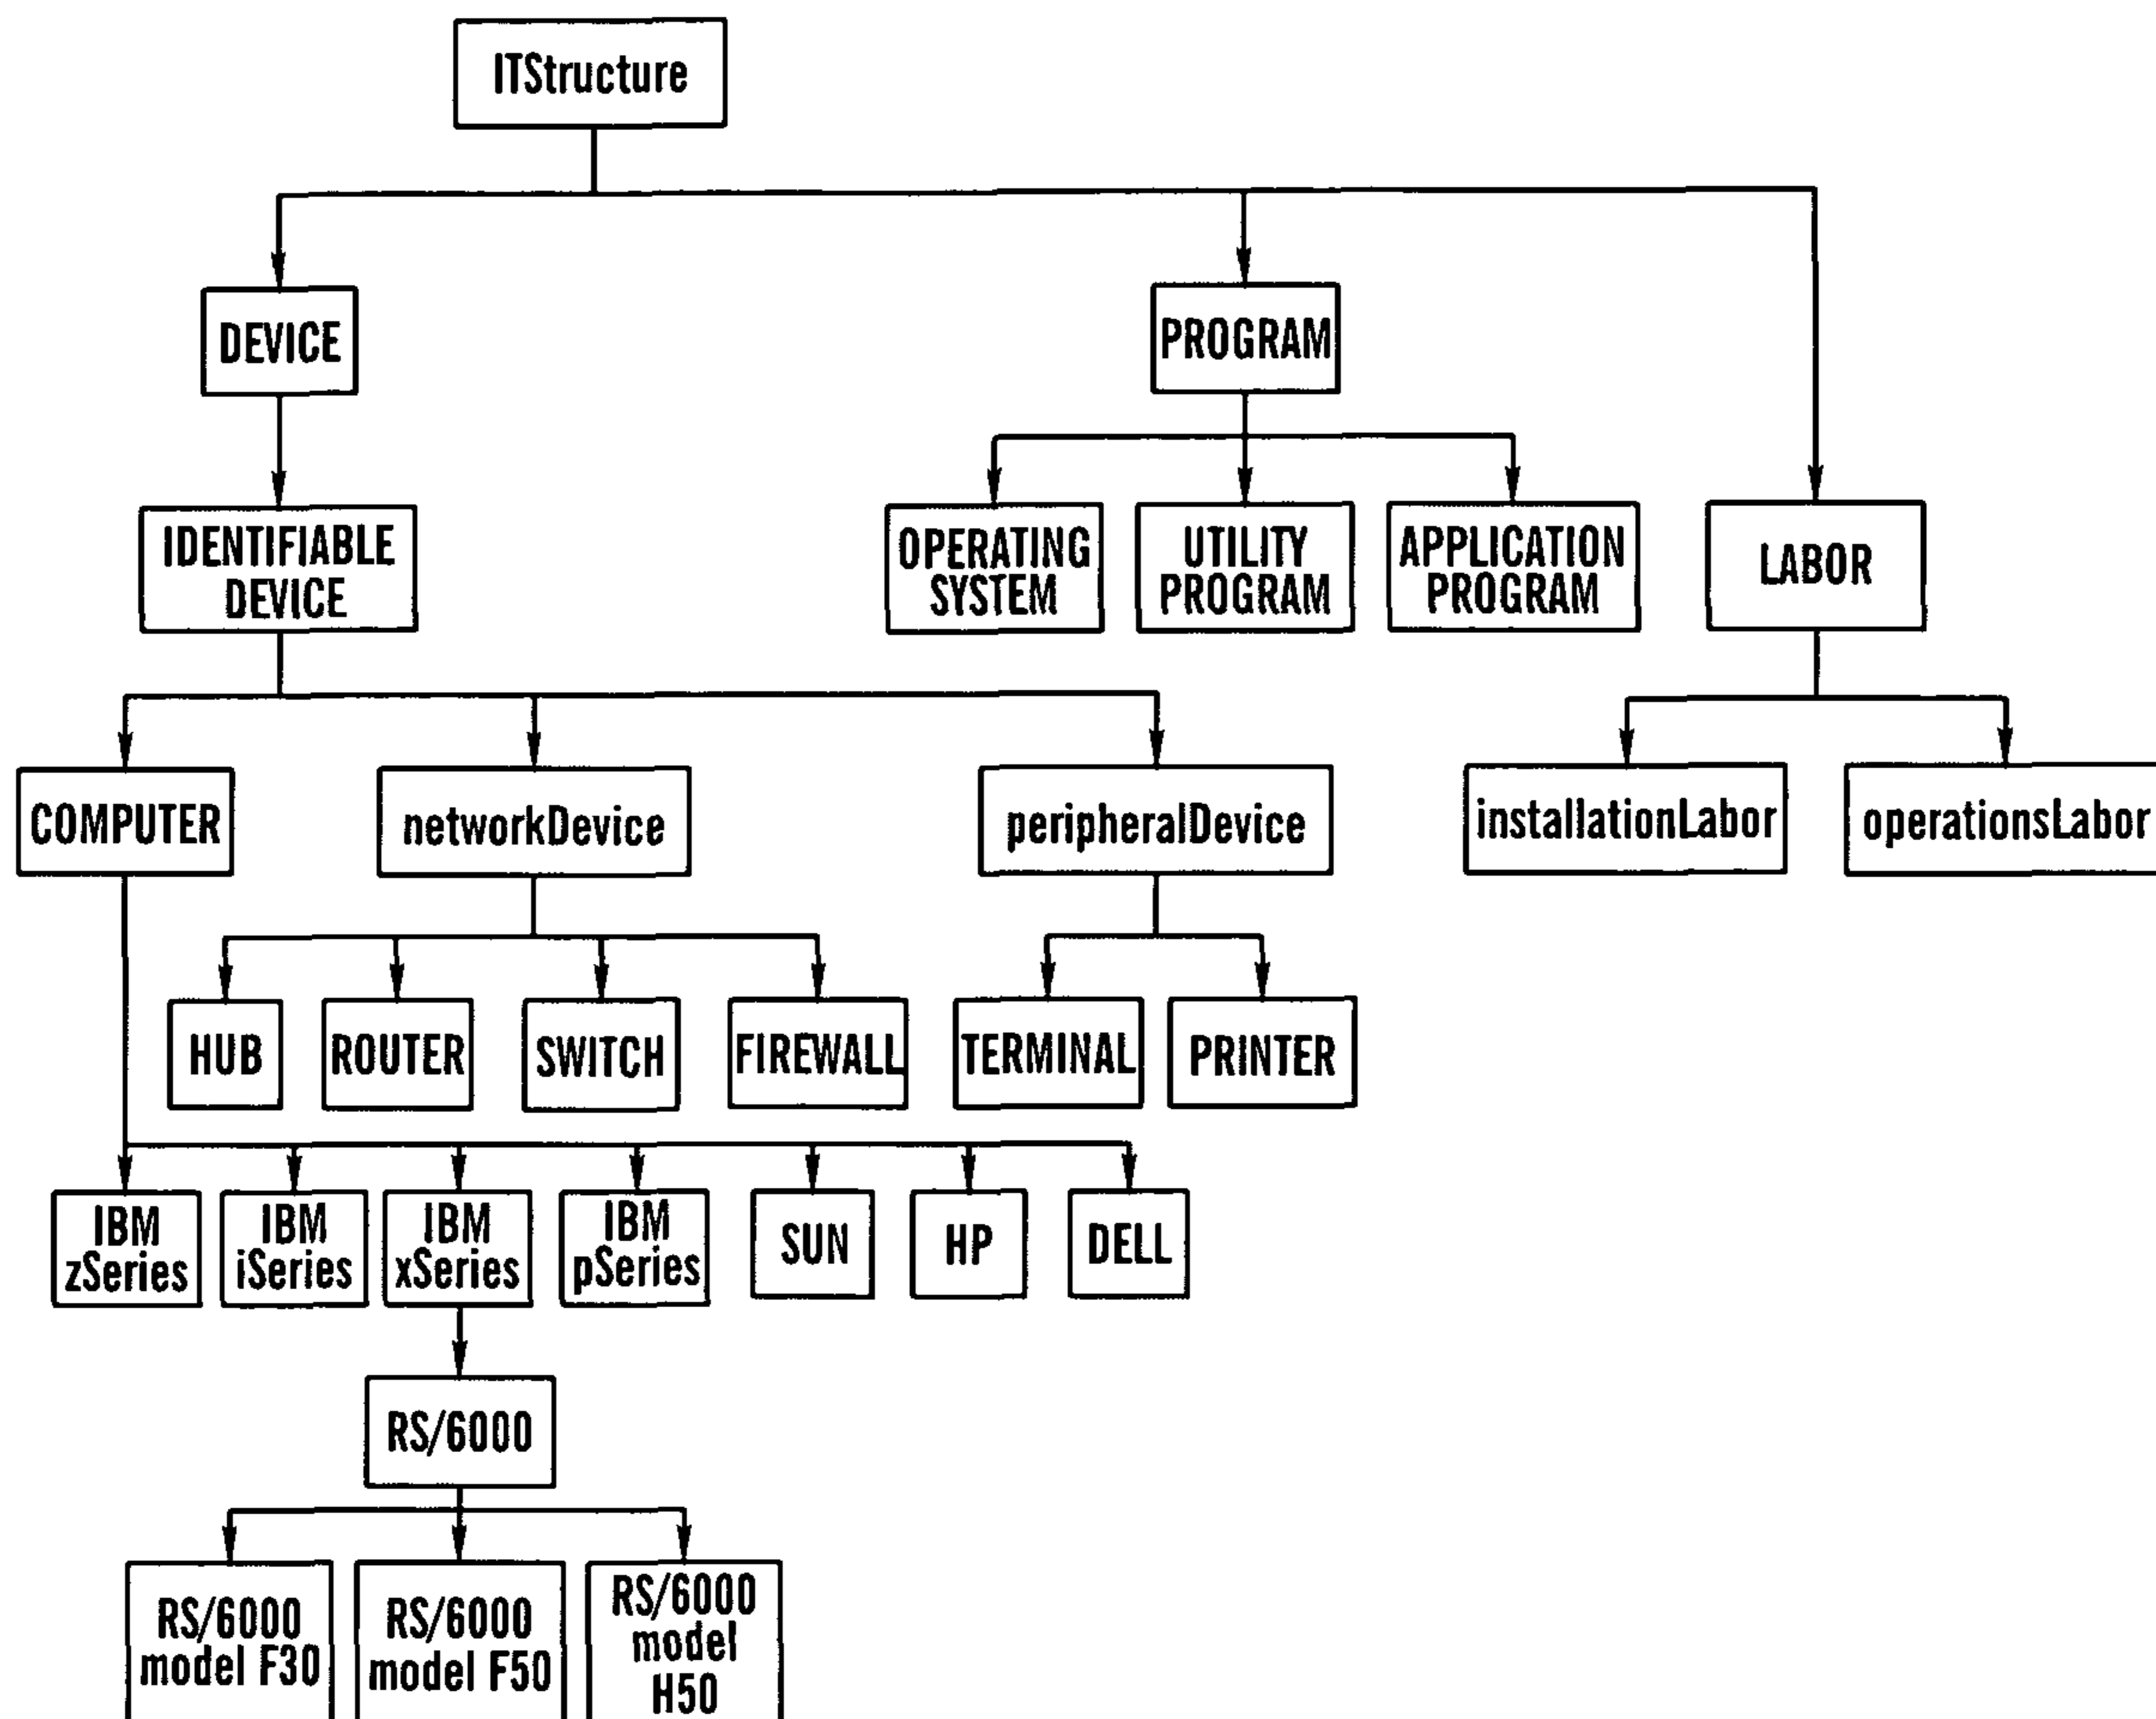 ITStructure
DEVICE
PROGRAM
IDENTIFIABLE
DEVICE
OPERATING
SYSTEM
UTILITY
PROGRAM
APPLICATION
PROGRAM
LABOR
COMPUTER
networkDevice
peripheralDevice
installationLabor
operationsLabor
HUB
ROUTER
SWITCH
FIREWALL
TERMINAL
PRINTER
IBM
zSeries
IBM
iSeries
IBM
xSeries
IBM
pSeries
SUN
HP
DELL
RS/6000
RS/6000
model F30
RS/6000
model F50
RS/6000
model
H50